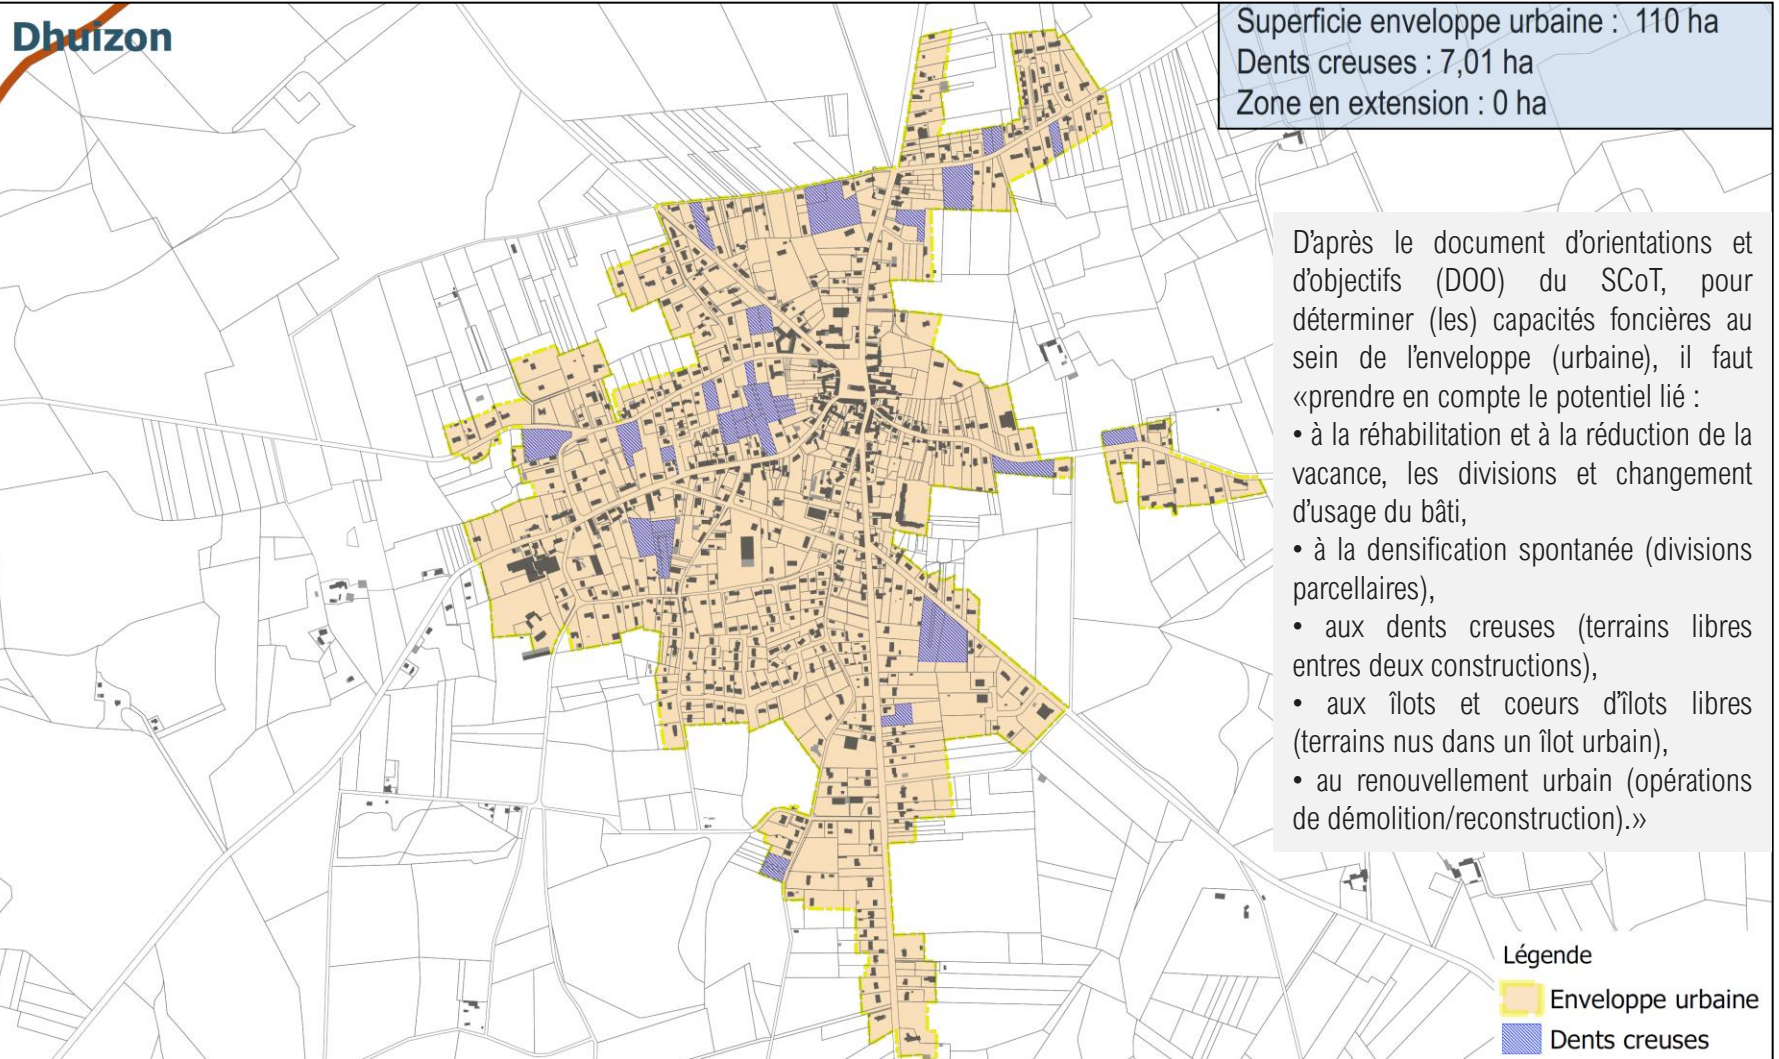 Dhuizon
Superficie enveloppe urbaine : 110 ha
Dents creuses : 7,01 ha
Zone en extension : 0 ha
D'après le document d'orientations et
d'objectifs (DOO) du SCoT, pour
déterminer (les) capacités foncières au
sein de l'enveloppe (urbaine), il faut
«prendre en compte le potentiel lié :
• à la réhabilitation et à la réduction de la
vacance, les divisions et changement
d'usage du bâti,
• à la densification spontanée (divisions
parcellaires),
• aux dents creuses (terrains libres
entres deux constructions),
• aux îlots et coeurs d'îlots libres
(terrains nus dans un îlot urbain),
• au renouvellement urbain (opérations
de démolition/reconstruction).»
Légende
Enveloppe urbaine
Dents creuses